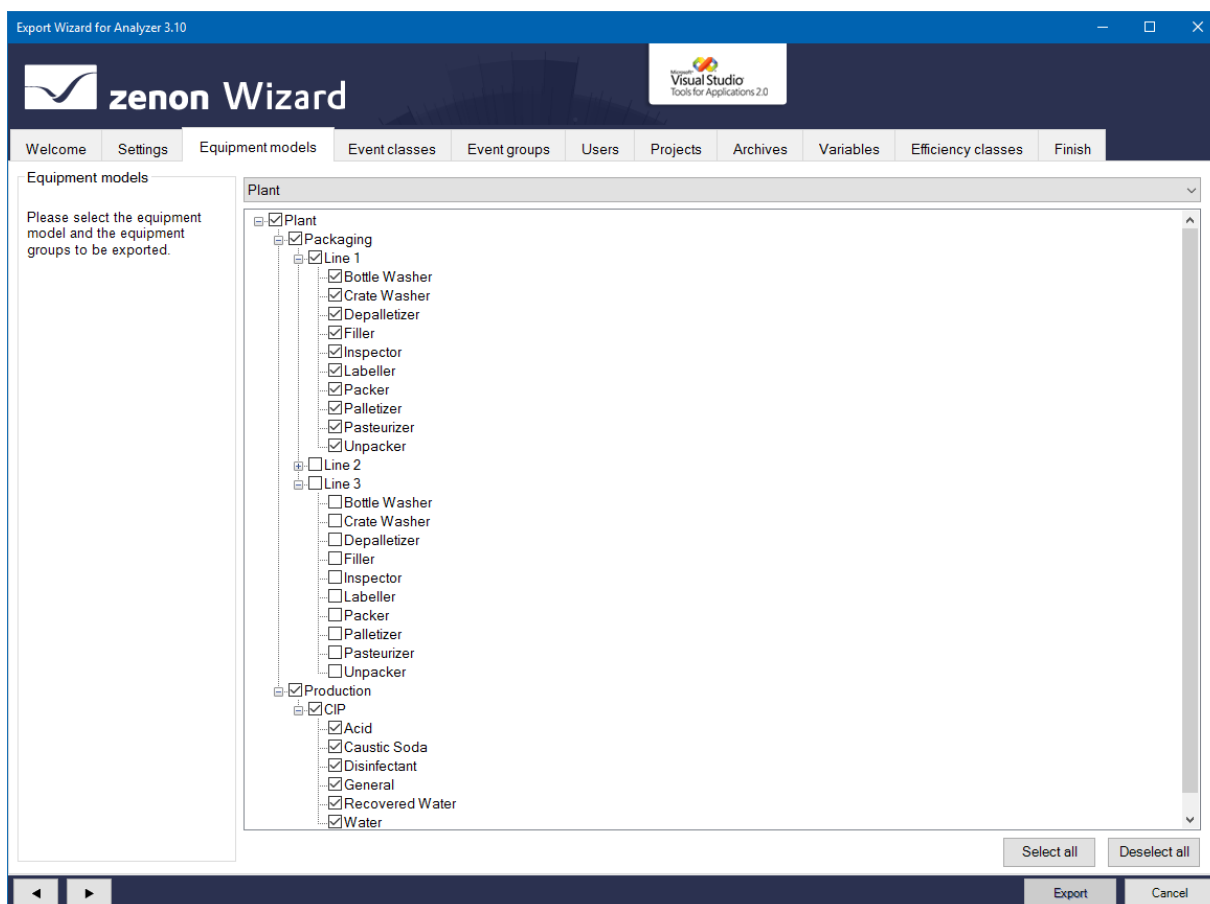 Export Wizard for Analyzer 3.10
zenon Wizard
Microsoft
Visual Studio
Tools for Applications 2.0
Welcome Settings Equipment models Event classes Event groups Users Projects Archives Variables Efficiency classes Finish
Equipment models
Please select the equipment
model and the equipment
groups to be exported.
Plant
Plant
Packaging
Line 1
Bottle Washer
Crate Washer
Depalletizer
Filler
Inspector
Labeller
Packer
Palletizer
Pasteurizer
Unpacker
Line 2
Line 3
Bottle Washer
Crate Washer
Depalletizer
Filler
Inspector
Labeller
Packer
Palletizer
Pasteurizer
Unpacker
Production
CIP
Acid
Caustic Soda
Disinfectant
General
Recovered Water
Water
Select all Deselect all
Export Cancel